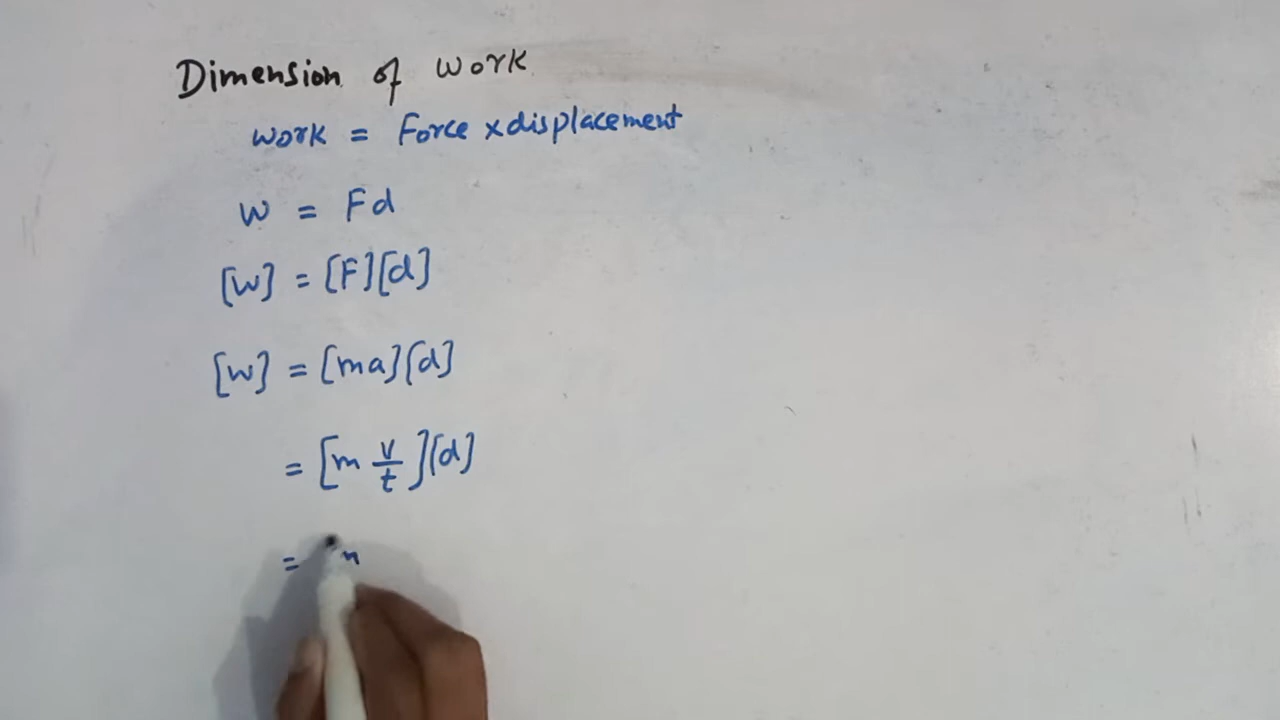 Dimension of work
work = Force x displacement
W = Fd
[W] = [F][d]
[W] = [ma][d]
= [m v/t][d]
=